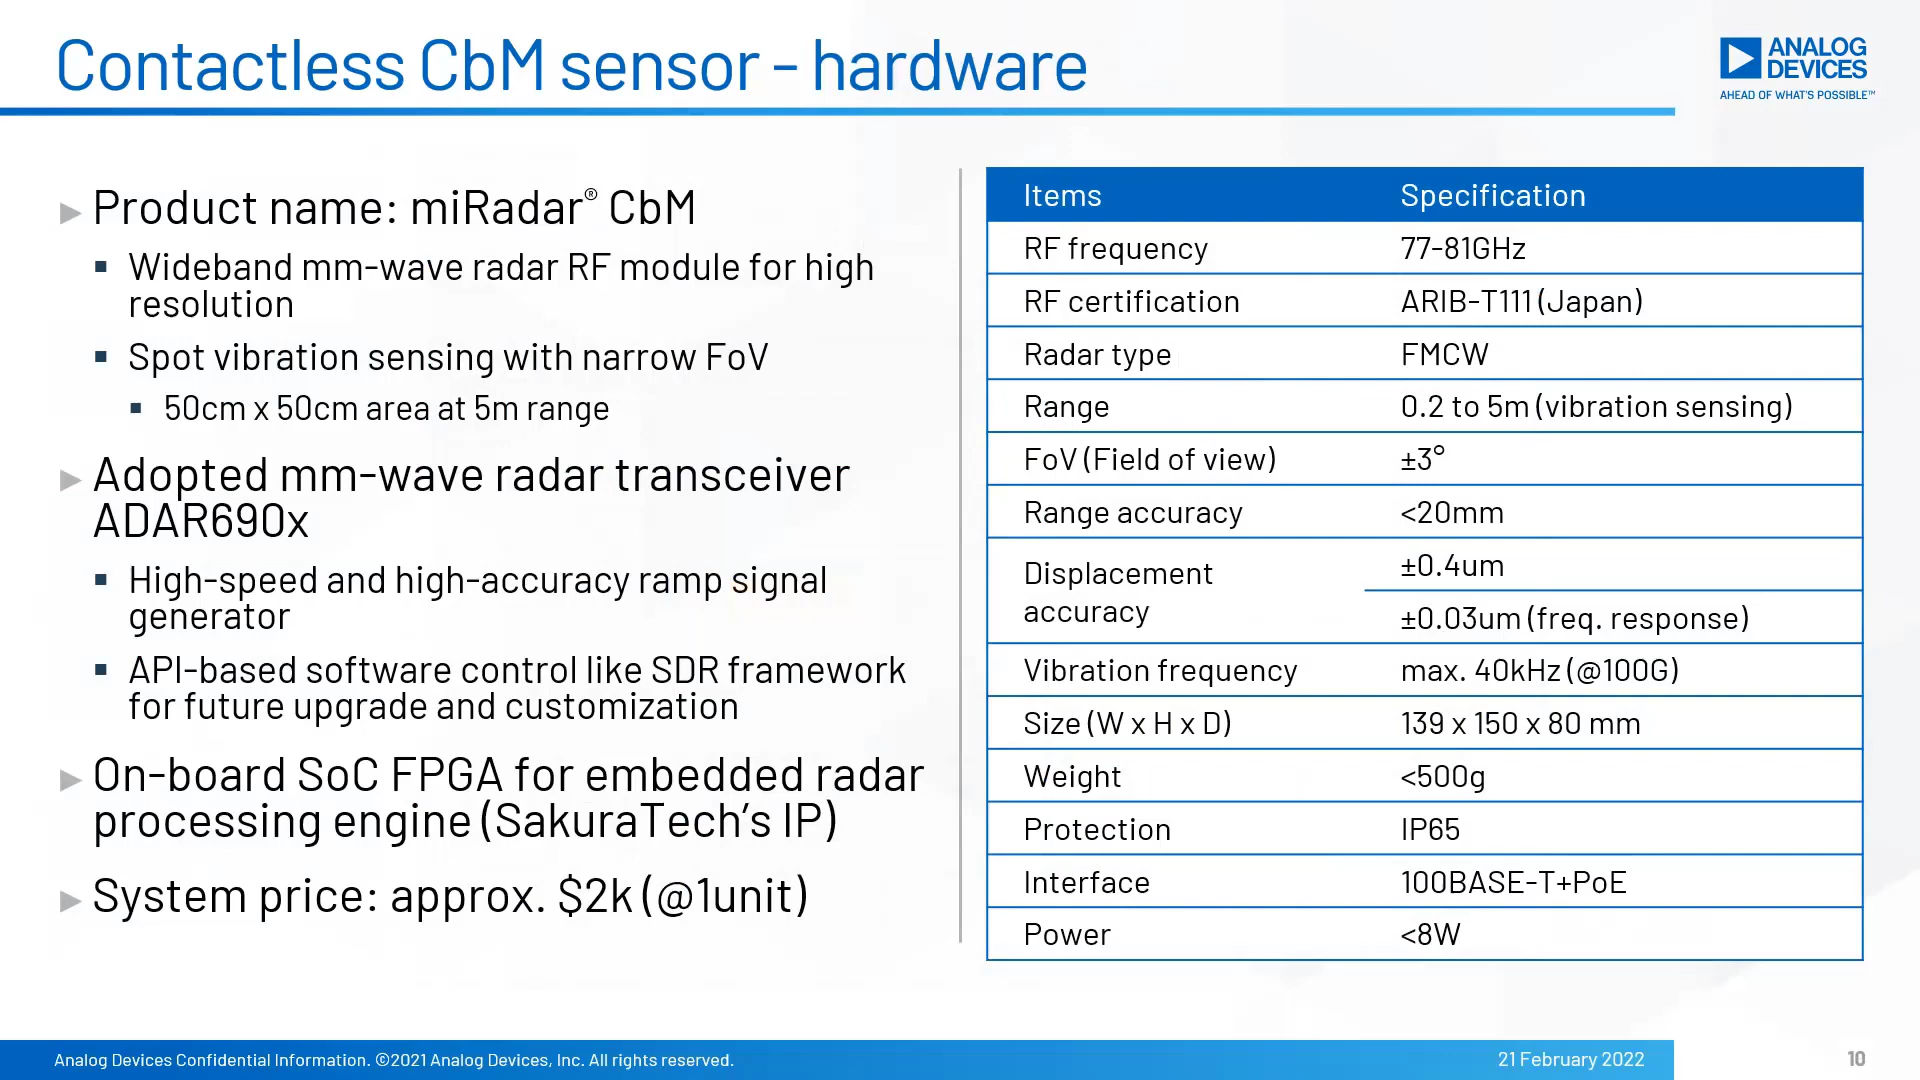 Contactless CbM sensor - hardware
ANALOG
DEVICES
AHEAD OF WHAT'S POSSIBLE™
Product name: miRadar® CbM
Wideband mm-wave radar RF module for high
resolution
Spot vibration sensing with narrow FoV
50cm x 50cm area at 5m range
Adopted mm-wave radar transceiver
ADAR690x
High-speed and high-accuracy ramp signal
generator
API-based software control like SDR framework
for future upgrade and customization
On-board SoC FPGA for embedded radar
processing engine (SakuraTech's IP)
System price: approx. $2k (@1unit)
Items Specification
RF frequency 77-81GHz
RF certification ARIB-T111 (Japan)
Radar type FMCW
Range 0.2 to 5m (vibration sensing)
FoV (Field of view) ±3°
Range accuracy <20mm
Displacement
accuracy
±0.4um
±0.03um (freq. response)
Vibration frequency max. 40kHz (@100G)
Size (W x H x D) 139 x 150 x 80 mm
Weight <500g
Protection IP65
Interface 100BASE-T+PoE
Power <8W
Analog Devices Confidential Information. ©2021 Analog Devices, Inc. All rights reserved.
21 February 2022
10